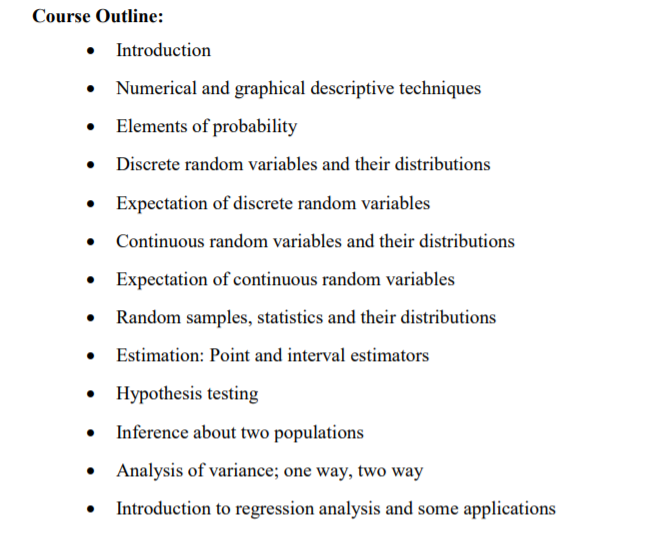 Course Outline:
• Introduction
• Numerical and graphical descriptive techniques
• Elements of probability
• Discrete random variables and their distributions
• Expectation of discrete random variables
• Continuous random variables and their distributions
• Expectation of continuous random variables
• Random samples, statistics and their distributions
• Estimation: Point and interval estimators
• Hypothesis testing
• Inference about two populations
• Analysis of variance; one way, two way
• Introduction to regression analysis and some applications